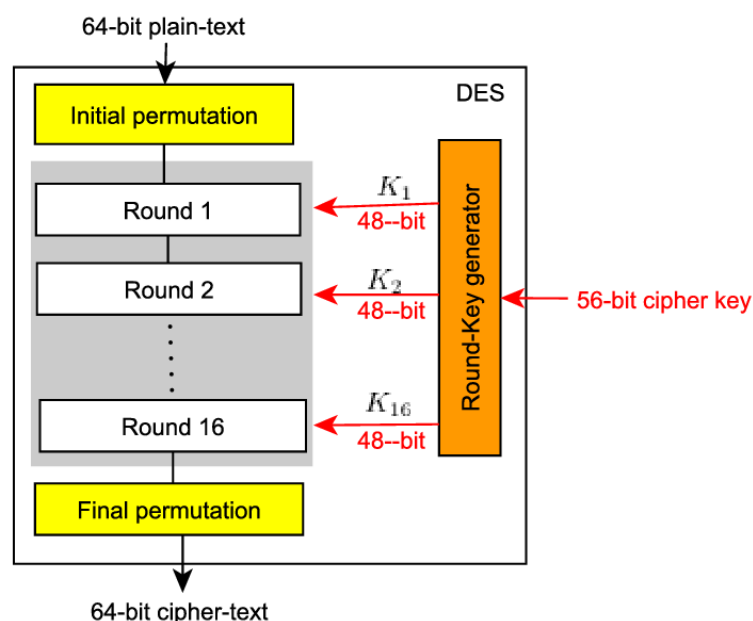 64-bit plain-text
DES
Initial permutation
K₁
Round 1
48--bit
K₂
Round 2
48--bit
56-bit cipher key
Round-Key generator
K₁₆
Round 16
48--bit
Final permutation
64-bit cipher-text